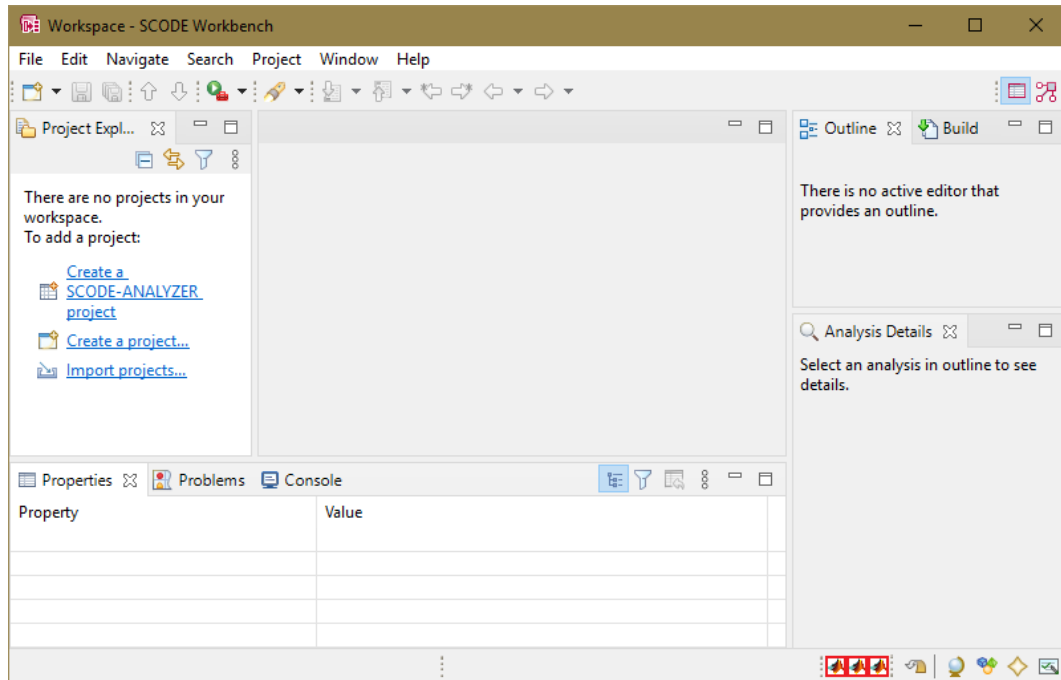 Workspace - SCODE Workbench
File Edit Navigate Search Project Window Help
Project Expl...
There are no projects in your
workspace.
To add a project:
Create a
SCODE-ANALYZER
project
Create a project...
Import projects...
Outline
Build
There is no active editor that
provides an outline.
Analysis Details
Select an analysis in outline to see
details.
Properties
Problems
Console
Property
Value